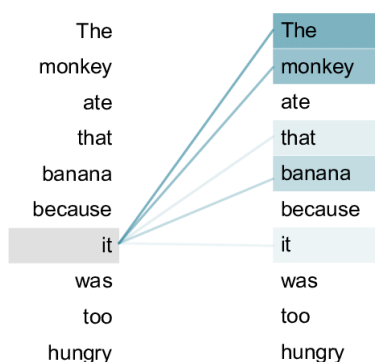 The The
monkey monkey
ate ate
that that
banana banana
because because
it it
was was
too too
hungry hungry